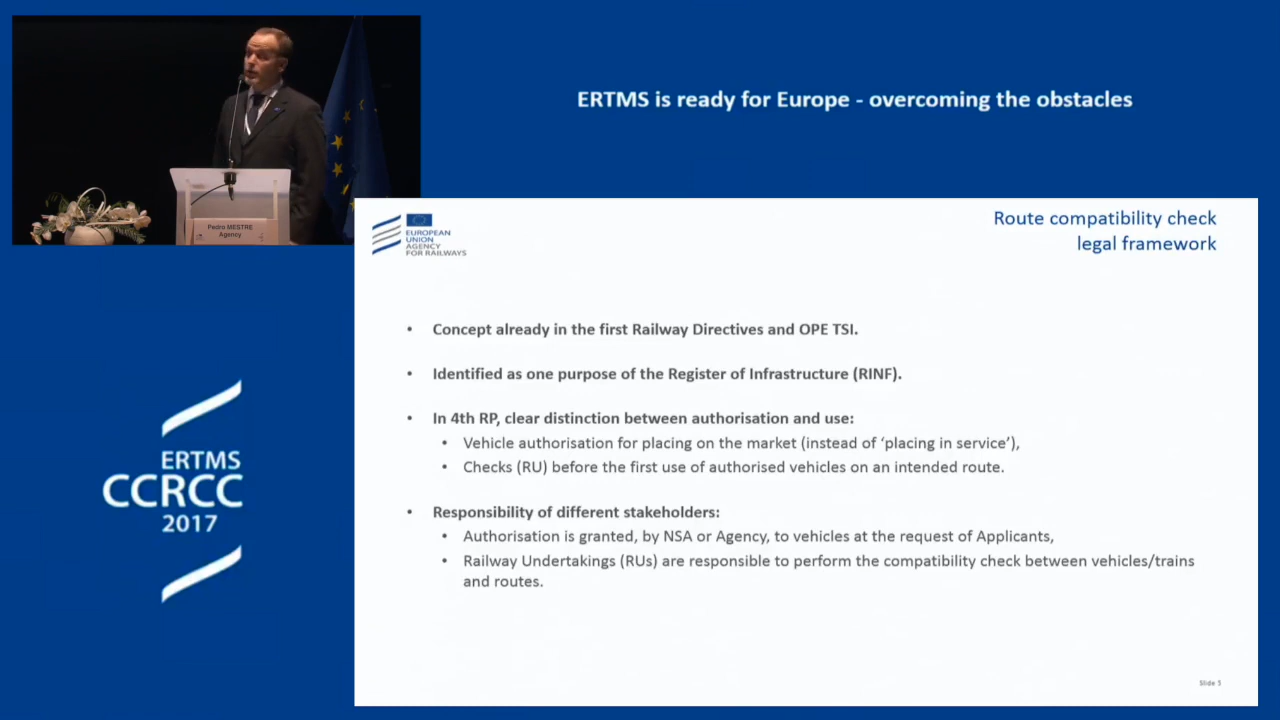 ERTMS is ready for Europe - overcoming the obstacles
Pedro MESTRE
Agency
EUROPEAN
UNION
AGENCY
FOR RAILWAYS
Route compatibility check
legal framework
• Concept already in the first Railway Directives and OPE TSI.
• Identified as one purpose of the Register of Infrastructure (RINF).
• In 4th RP, clear distinction between authorisation and use:
• Vehicle authorisation for placing on the market (instead of ‘placing in service’),
• Checks (RU) before the first use of authorised vehicles on an intended route.
• Responsibility of different stakeholders:
• Authorisation is granted, by NSA or Agency, to vehicles at the request of Applicants,
• Railway Undertakings (RUs) are responsible to perform the compatibility check between vehicles/trains
and routes.
Slide 5
ERTMS
CCRCC
2017